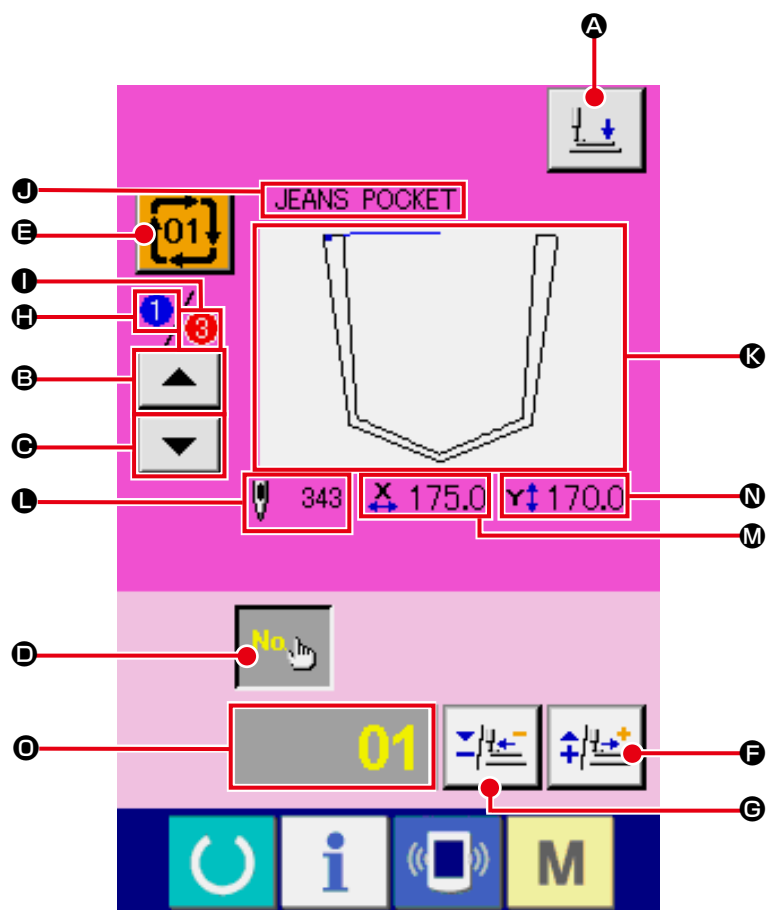 A
J JEANS POCKET
E 01
I
H 1 / 3
B
K
C
L 343 X 175.0 Y 170.0 N
M
D No.
O 01 − +
F
G
i M